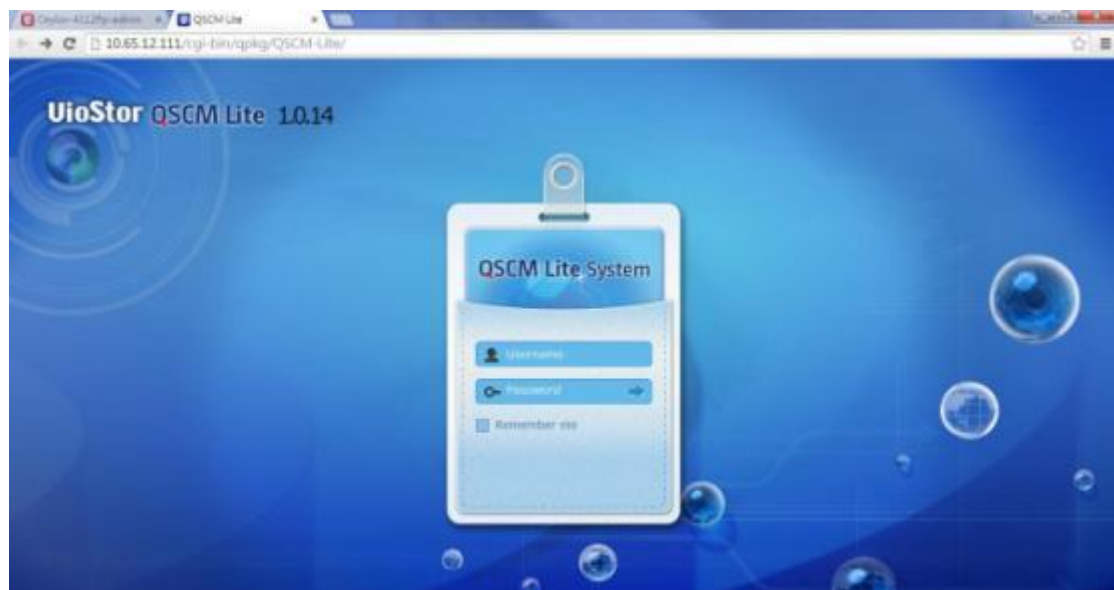 QSCM Lite
10.65.12.111/cgi-bin/qpkg/QSCM-Lite/
VioStor QSCM Lite 1.0.14
QSCM Lite System
Username
Password
Remember me